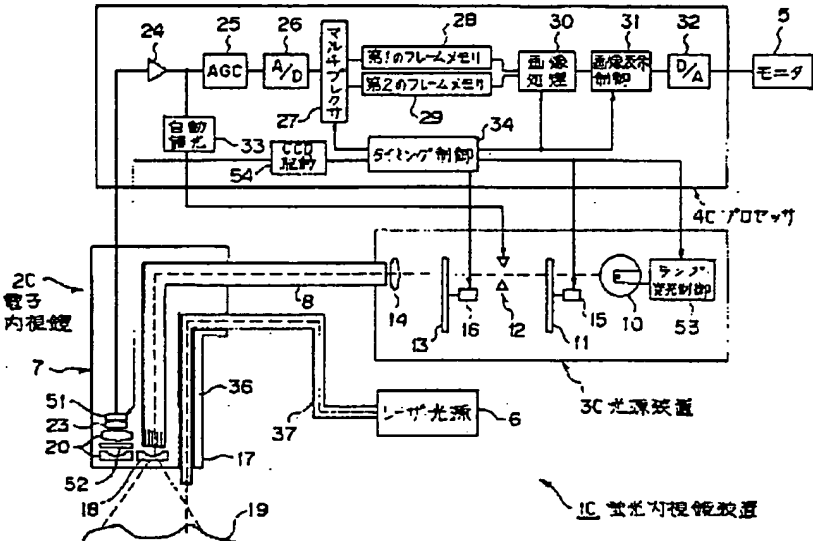 24
25
26
28
30
31
32
5
AGC
A/D
マルチプレクサ
第1のフレームメモリ
第2のフレームメモリ
画像処理
画像表示制御
D/A
モニタ
27
29
自動調光
33
CCD駆動
54
タイミング制御
34
4C プロセッサ
2C
電子
内視鏡
7
8
14
13
16
12
11
15
10
ランプ発光制御
53
3C 光源装置
36
37
レーザ光源
6
51
23
20
52
18
17
19
1C 蛍光内視鏡装置